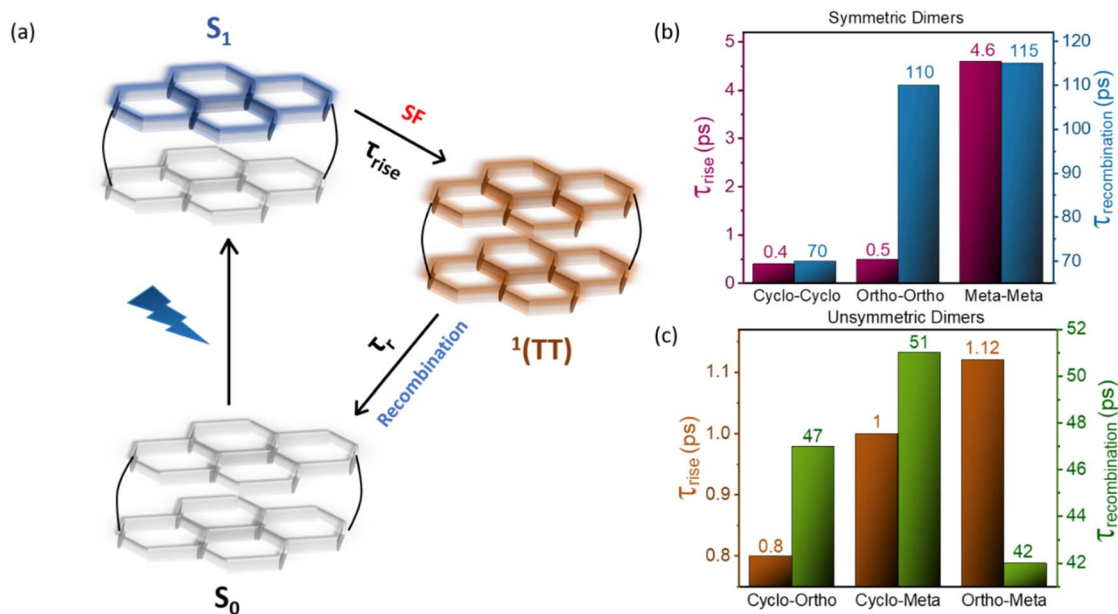 (a)
S₁
SF
τrise
¹(TT)
τr
Recombination
S₀
(b)
Symmetric Dimers
τrise (ps)
5
4
3
2
1
0
0.4
70
0.5
110
4.6
115
120
110
100
90
80
70
τrecombination (ps)
Cyclo-Cyclo
Ortho-Ortho
Meta-Meta
(c)
Unsymmetric Dimers
τrise (ps)
1.1
1.0
0.9
0.8
0.8
47
1
51
1.12
42
52
50
48
46
44
42
τrecombination (ps)
Cyclo-Ortho
Cyclo-Meta
Ortho-Meta